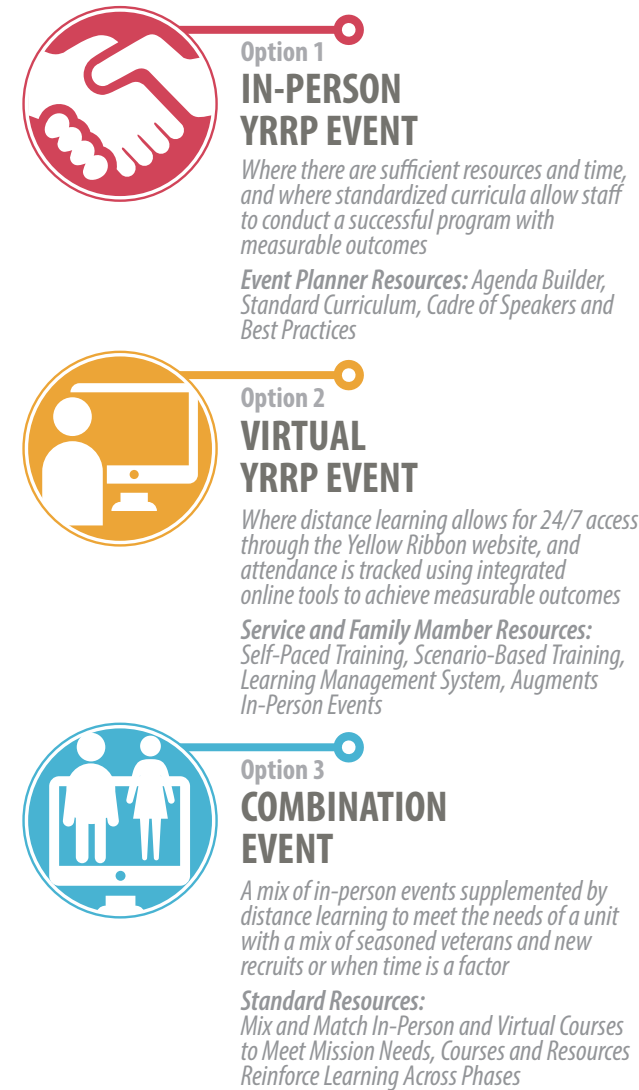 Option 1
IN-PERSON
YRRP EVENT
Where there are sufficient resources and time,
and where standardized curricula allow staff
to conduct a successful program with
measurable outcomes
Event Planner Resources: Agenda Builder,
Standard Curriculum, Cadre of Speakers and
Best Practices
Option 2
VIRTUAL
YRRP EVENT
Where distance learning allows for 24/7 access
through the Yellow Ribbon website, and
attendance is tracked using integrated
online tools to achieve measurable outcomes
Service and Family Mamber Resources:
Self-Paced Training, Scenario-Based Training,
Learning Management System, Augments
In-Person Events
Option 3
COMBINATION
EVENT
A mix of in-person events supplemented by
distance learning to meet the needs of a unit
with a mix of seasoned veterans and new
recruits or when time is a factor
Standard Resources:
Mix and Match In-Person and Virtual Courses
to Meet Mission Needs, Courses and Resources
Reinforce Learning Across Phases